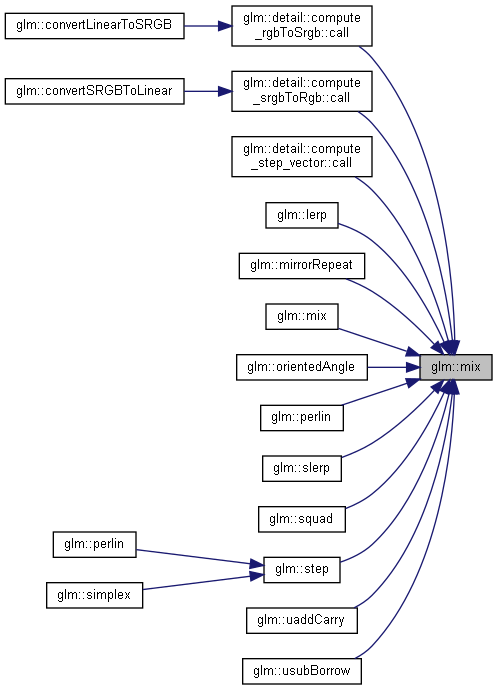 glm::convertLinearToSRGB
glm::detail::compute
_rgbToSrgb::call
glm::convertSRGBToLinear
glm::detail::compute
_srgbToRgb::call
glm::detail::compute
_step_vector::call
glm::lerp
glm::mirrorRepeat
glm::mix
glm::orientedAngle
glm::mix
glm::perlin
glm::slerp
glm::squad
glm::perlin
glm::step
glm::simplex
glm::uaddCarry
glm::usubBorrow